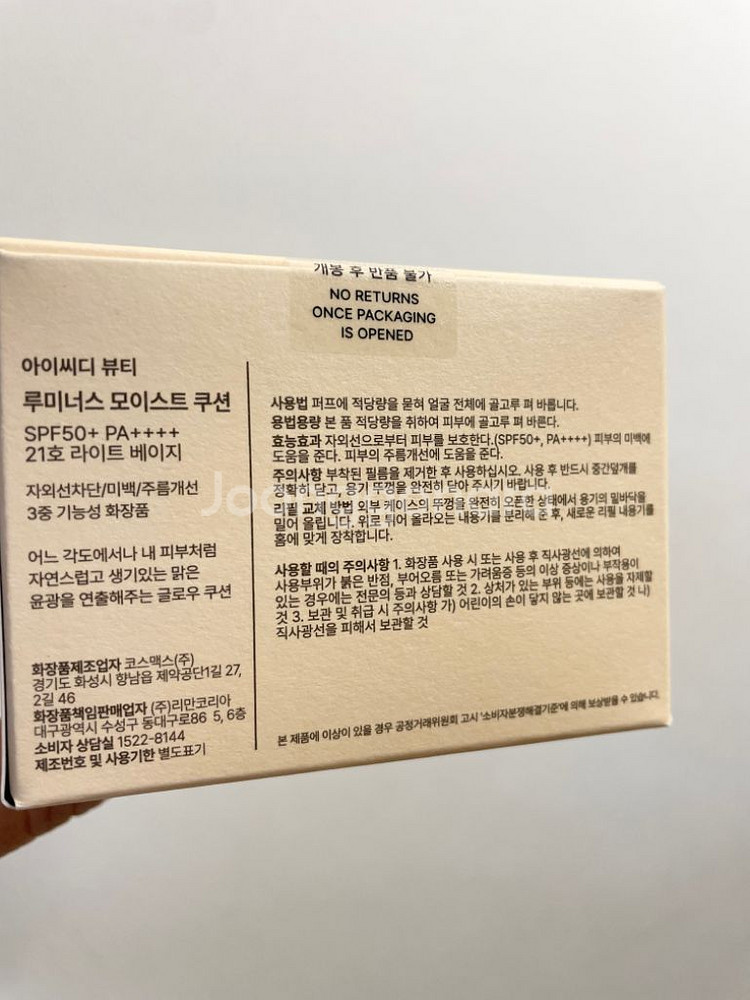 개봉 후 반품 불가
NO RETURNS
ONCE PACKAGING
IS OPENED
아이씨디 뷰티
루미너스 모이스트 쿠션
SPF50+ PA++++
21호 라이트 베이지
자외선차단/미백/주름개선
3중 기능성 화장품
어느 각도에서나 내 피부처럼
자연스럽고 생기있는 맑은
윤광을 연출해주는 글로우 쿠션
화장품제조업자 코스맥스(주)
경기도 화성시 향남읍 제약공단1길 27,
2길 46
화장품책임판매업자 (주)리만코리아
대구광역시 수성구 동대구로86 5, 6층
소비자 상담실 1522-8144
제조번호 및 사용기한 별도표기
사용법 퍼프에 적당량을 묻혀 얼굴 전체에 골고루 펴 바릅니다.
용법용량 본 품 적당량을 취하여 피부에 골고루 펴 바른다.
효능효과 자외선으로부터 피부를 보호한다.(SPF50+, PA++++) 피부의 미백에
도움을 준다. 피부의 주름개선에 도움을 준다.
주의사항 부착된 필름을 제거한 후 사용하십시오. 사용 후 반드시 중간덮개를
정확히 닫고, 용기 뚜껑을 완전히 닫아 주시기 바랍니다.
리필 교체 방법 외부 케이스의 뚜껑을 완전히 오픈한 상태에서 용기의 밑바닥을
밀어 올립니다. 위로 튀어 올라오는 내용기를 분리해 준 후, 새로운 리필 내용기를
홈에 맞게 장착합니다.
사용할 때의 주의사항 1. 화장품 사용 시 또는 사용 후 직사광선에 의하여
사용부위가 붉은 반점, 부어오름 또는 가려움증 등의 이상 증상이나 부작용이
있는 경우에는 전문의 등과 상담할 것 2. 상처가 있는 부위 등에는 사용을 자제할
것 3. 보관 및 취급 시 주의사항 가) 어린이의 손이 닿지 않는 곳에 보관할 것 나)
직사광선을 피해서 보관할 것
본 제품에 이상이 있을 경우 공정거래위원회 고시 '소비자분쟁해결기준'에 의해 보상받을 수 있습니다.